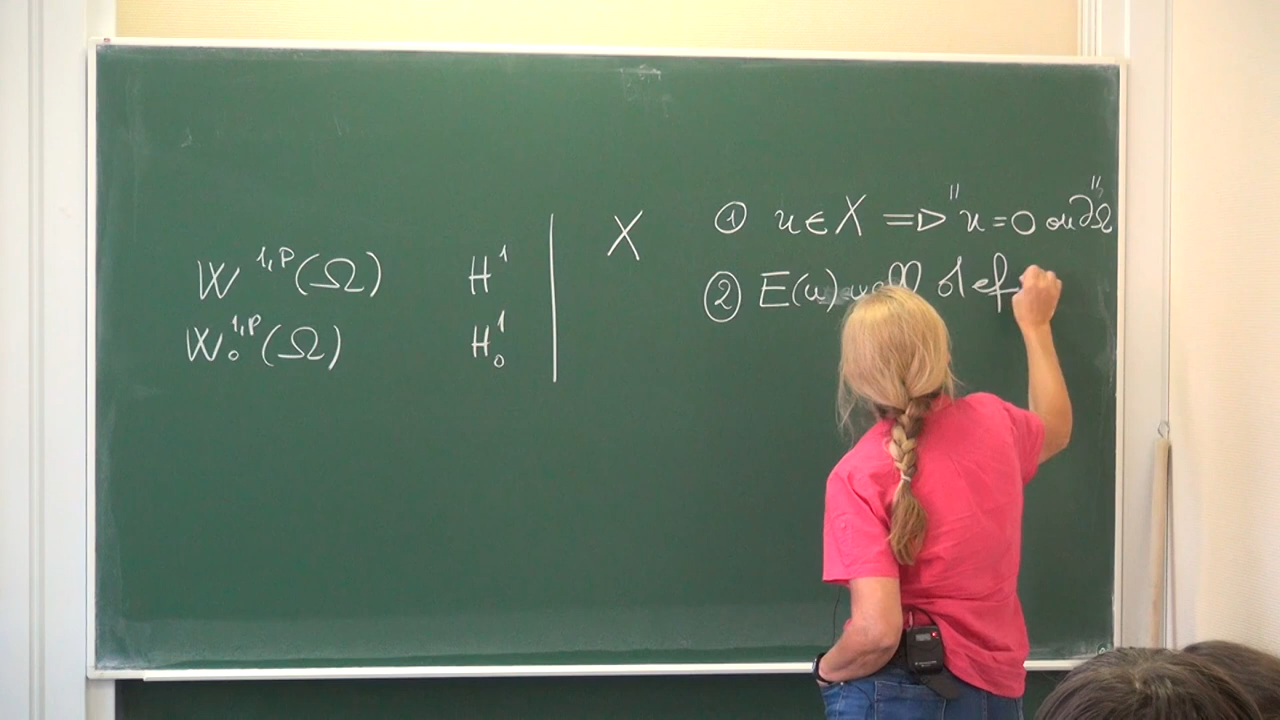 W^{1,P}(Ω) H^1
W_0^{1,P}(Ω) H_0^1
X
① u ∈ X ⇒ "u = 0 on ∂Ω"
② E(u) well def